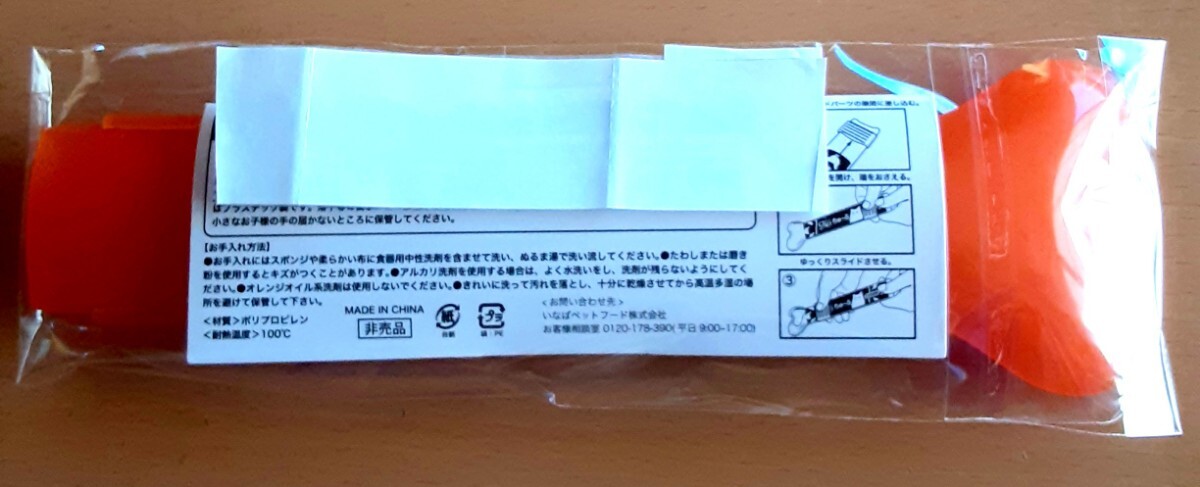 小さなお子様の手の届かないところに保管してください。
【お手入れ方法】
●お手入れにはスポンジや柔らかい布に食器用中性洗剤を含ませて洗い、ぬるま湯で洗い流してください。●たわしまたは磨き
粉を使用するとキズがつくことがあります。●アルカリ洗剤を使用する場合は、よく水洗いをし、洗剤が残らないようにしてく
ださい。●オレンジオイル系洗剤は使用しないでください。●きれいに洗って汚れを落とし、十分に乾燥させてから高温多湿の場
所を避けて保管して下さい。
<材質>ポリプロピレン
<耐熱温度>100℃
MADE IN CHINA
非売品
紙
台紙
プラ
袋：PE
<お問い合わせ先>
いなばペットフード株式会社
お客様相談室 0120-178-390(平日 9:00-17:00)
パーツの隙間に差し込む。
を開け、端をおさえる。
ゆっくりスライドさせる。
③